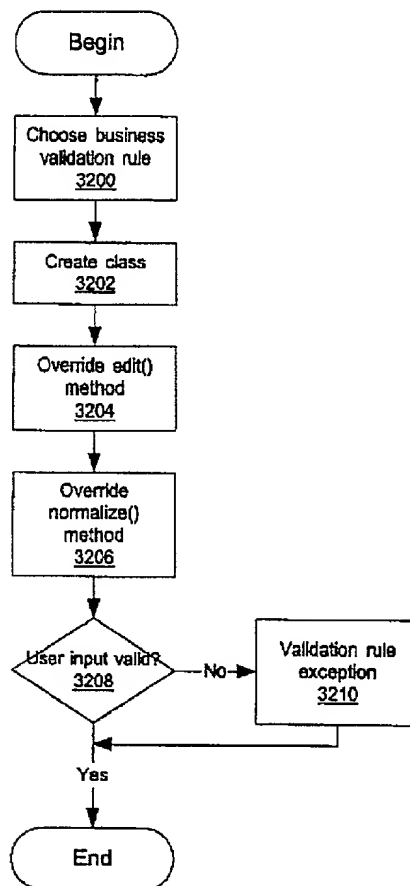 Begin
Choose business
validation rule
3200
Create class
3202
Override edit()
method
3204
Override
normalize()
method
3206
User input valid?
3208
No
Validation rule
exception
3210
Yes
End